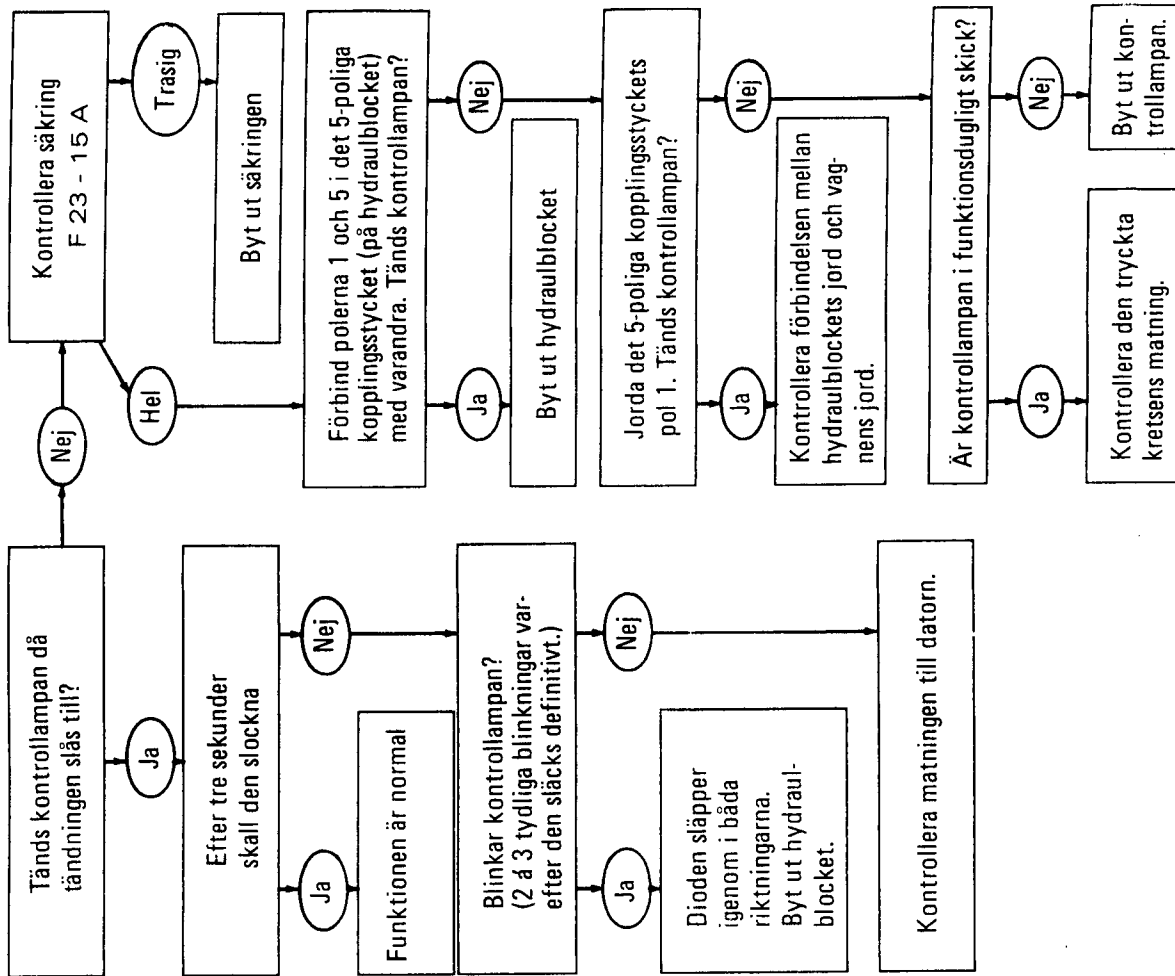 Tänds kontrollampan då
tändningen slås till?
Ja
Efter tre sekunder
skall den slockna
Ja
Nej
Funktionen är normal
Blinkar kontrollampan?
(2 á 3 tydliga blinkningar var-
efter den släcks definitivt.)
Ja
Nej
Dioden släpper
igenom i båda
riktningarna.
Byt ut hydraul-
blocket.
Kontrollera matningen till datorn.
Nej
Kontrollera säkring
F 23 - 15 A
Hel
Trasig
Byt ut säkringen
Förbind polerna 1 och 5 i det 5-poliga
kopplingsstycket (på hydraulblocket)
med varandra. Tänds kontrollampan?
Ja
Nej
Byt ut hydraulblocket
Jorda det 5-poliga kopplingsstyckets
pol 1. Tänds kontrollampan?
Ja
Nej
Kontrollera förbindelsen mellan
hydraulblockets jord och vag-
nens jord.
Är kontrollampan i funktionsdugligt skick?
Ja
Nej
Kontrollera den tryckta
kretsens matning.
Byt ut kon-
trollampan.